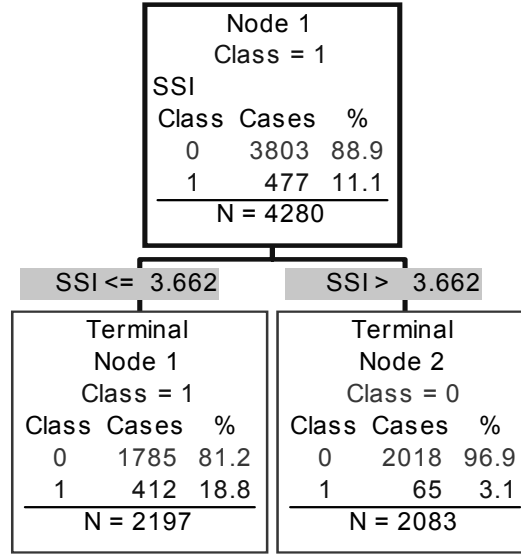 Node 1
Class = 1
SSI
Class Cases %
0 3803 88.9
1 477 11.1
N = 4280
SSI <= 3.662
SSI > 3.662
Terminal
Node 1
Class = 1
Class Cases %
0 1785 81.2
1 412 18.8
N = 2197
Terminal
Node 2
Class = 0
Class Cases %
0 2018 96.9
1 65 3.1
N = 2083